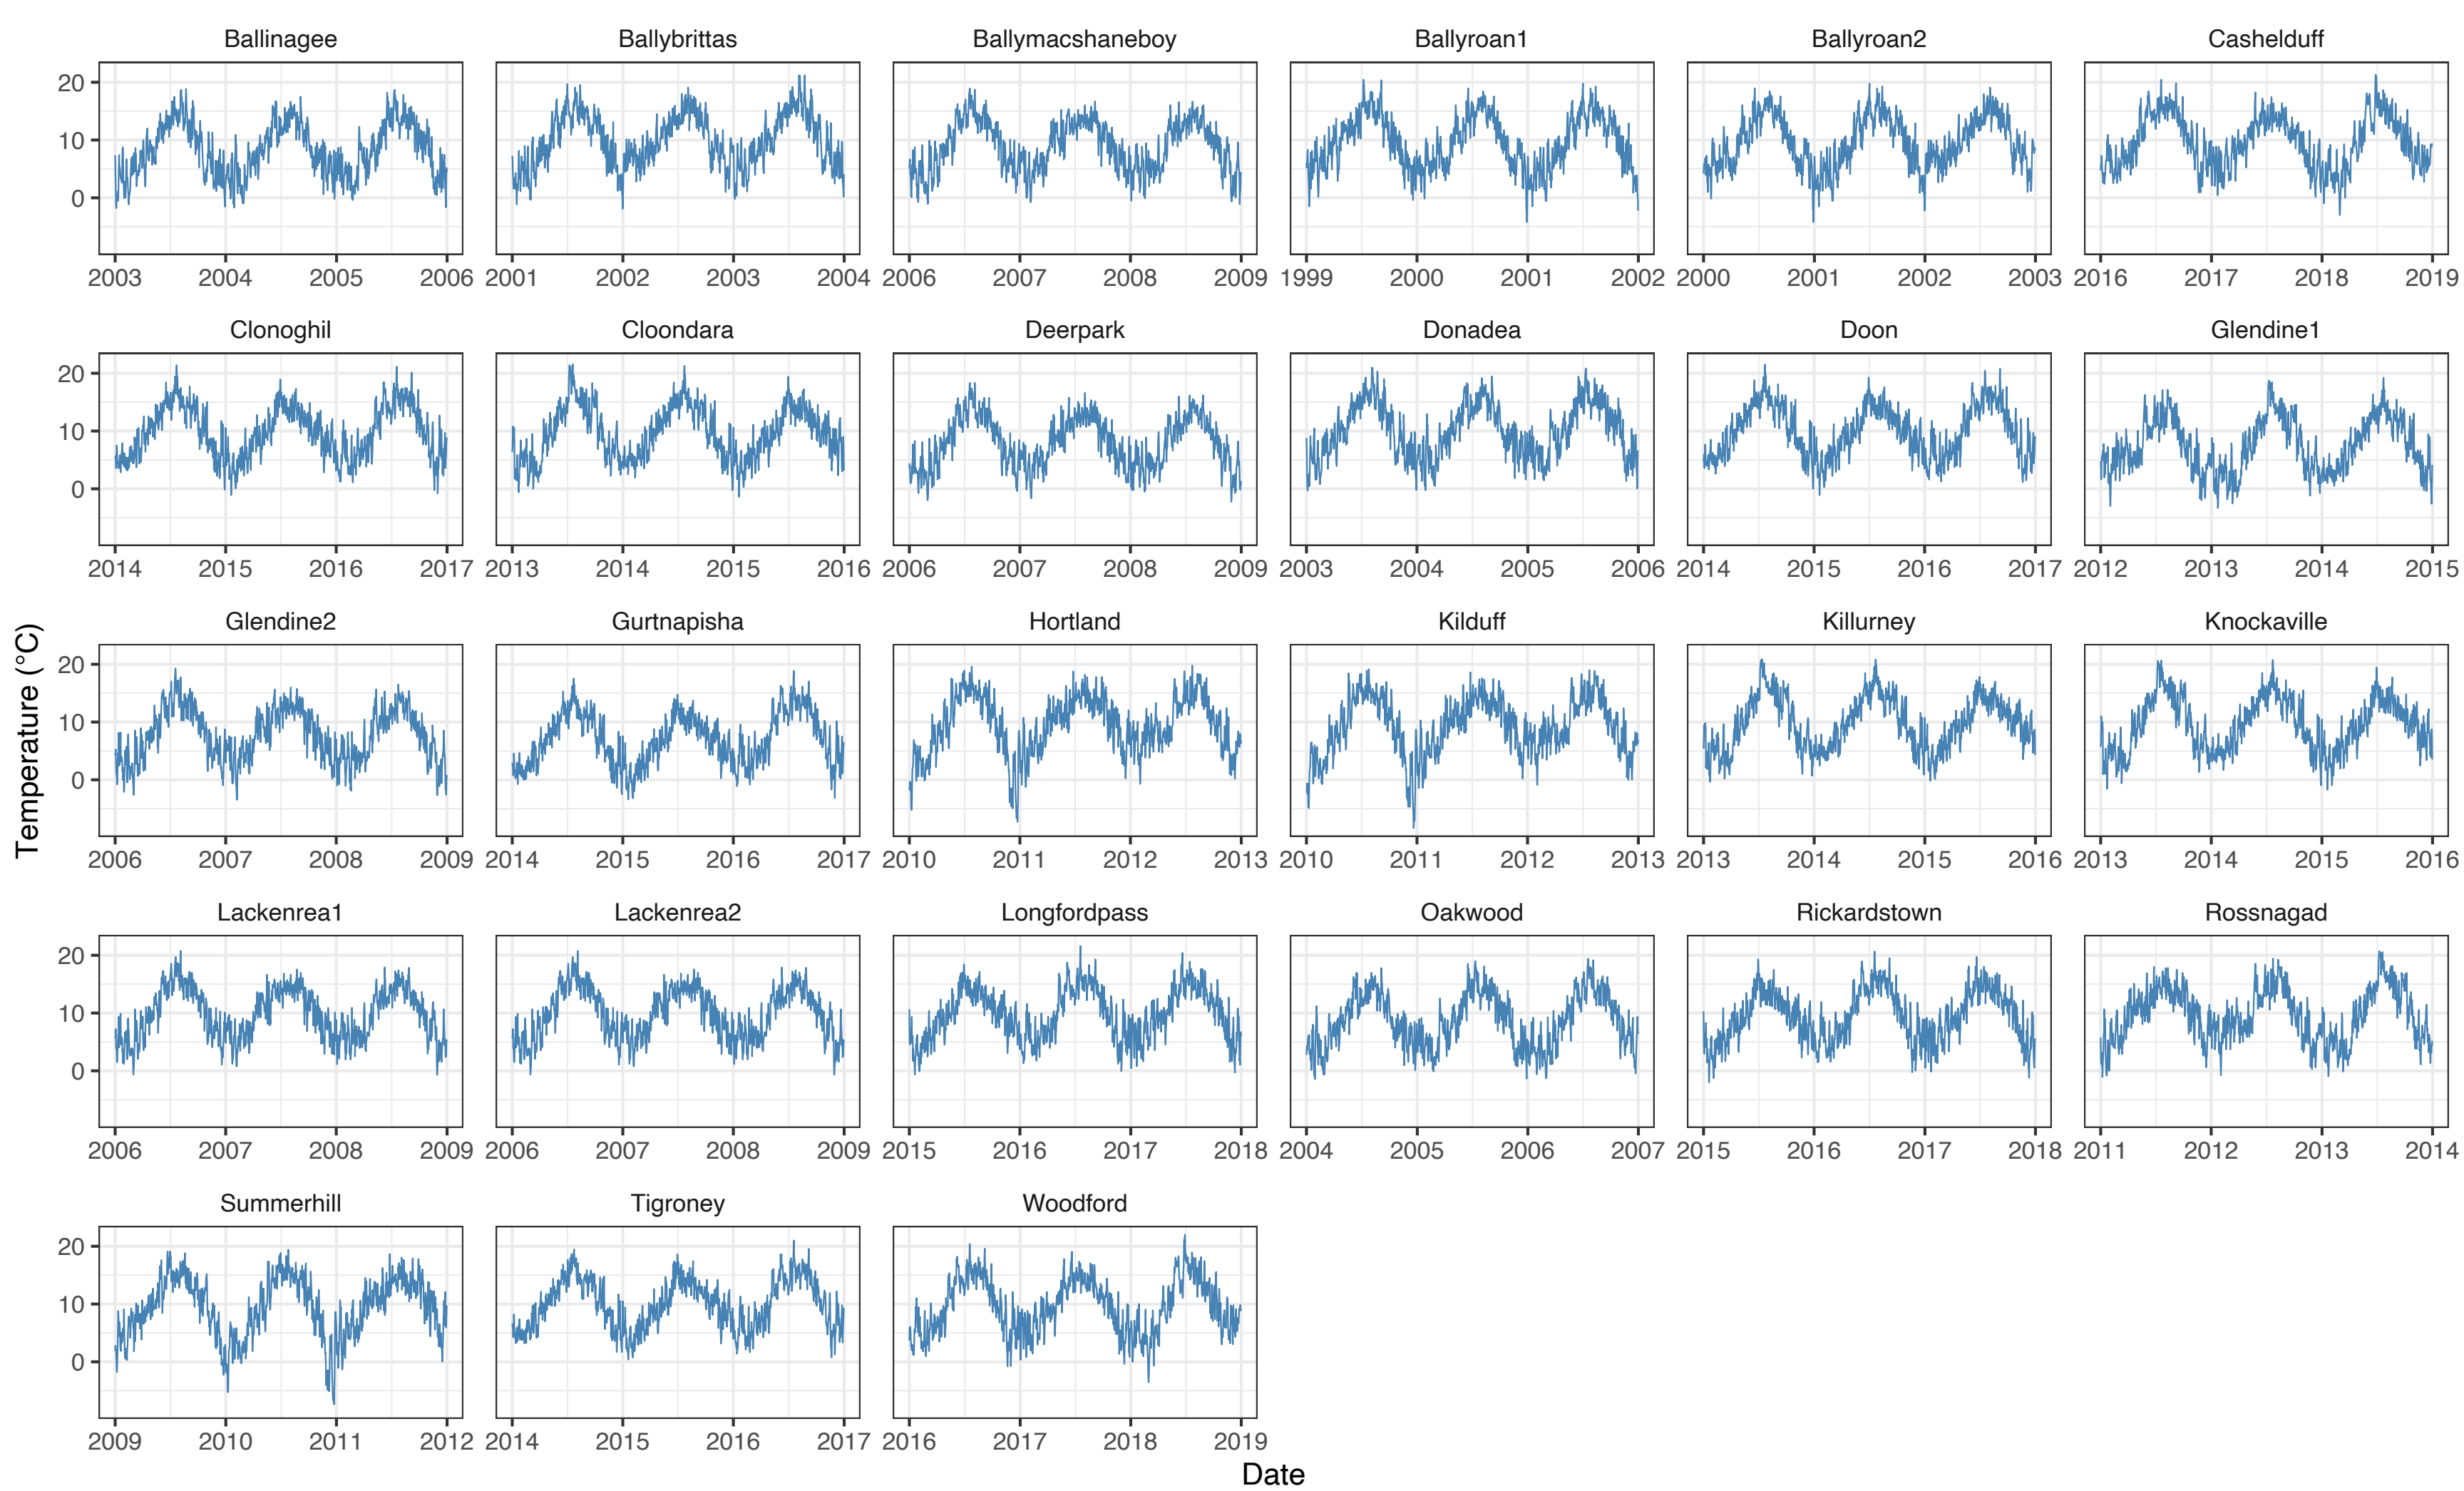 Ballinagee Ballybrittas Ballymacshaneboy Ballyroan1 Ballyroan2 Cashelduff
20
10
0
2003 2004 2005 2006 2001 2002 2003 2004 2006 2007 2008 2009 1999 2000 2001 2002 2000 2001 2002 2003 2016 2017 2018 2019
Clonoghil Cloondara Deerpark Donadea Doon Glendine1
20
10
0
2014 2015 2016 2017 2013 2014 2015 2016 2006 2007 2008 2009 2003 2004 2005 2006 2014 2015 2016 2017 2012 2013 2014 2015
Temperature (°C)
Glendine2 Gurtnapisha Hortland Kilduff Killurney Knockaville
20
10
0
2006 2007 2008 2009 2014 2015 2016 2017 2010 2011 2012 2013 2010 2011 2012 2013 2013 2014 2015 2016 2013 2014 2015 2016
Lackenrea1 Lackenrea2 Longfordpass Oakwood Rickardstown Rossnagad
20
10
0
2006 2007 2008 2009 2006 2007 2008 2009 2015 2016 2017 2018 2004 2005 2006 2007 2015 2016 2017 2018 2011 2012 2013 2014
Summerhill Tigroney Woodford
20
10
0
2009 2010 2011 2012 2014 2015 2016 2017 2016 2017 2018 2019
Date